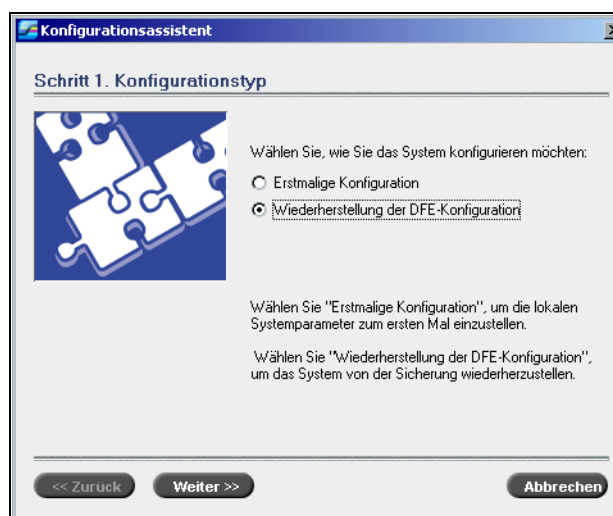 Konfigurationsassistent
Schritt 1. Konfigurationstyp
Wählen Sie, wie Sie das System konfigurieren möchten:
Erstmalige Konfiguration
Wiederherstellung der DFE-Konfiguration
Wählen Sie "Erstmalige Konfiguration", um die lokalen
Systemparameter zum ersten Mal einzustellen.
Wählen Sie "Wiederherstellung der DFE-Konfiguration",
um das System von der Sicherung wiederherzustellen.
<< Zurück
Weiter >>
Abbrechen